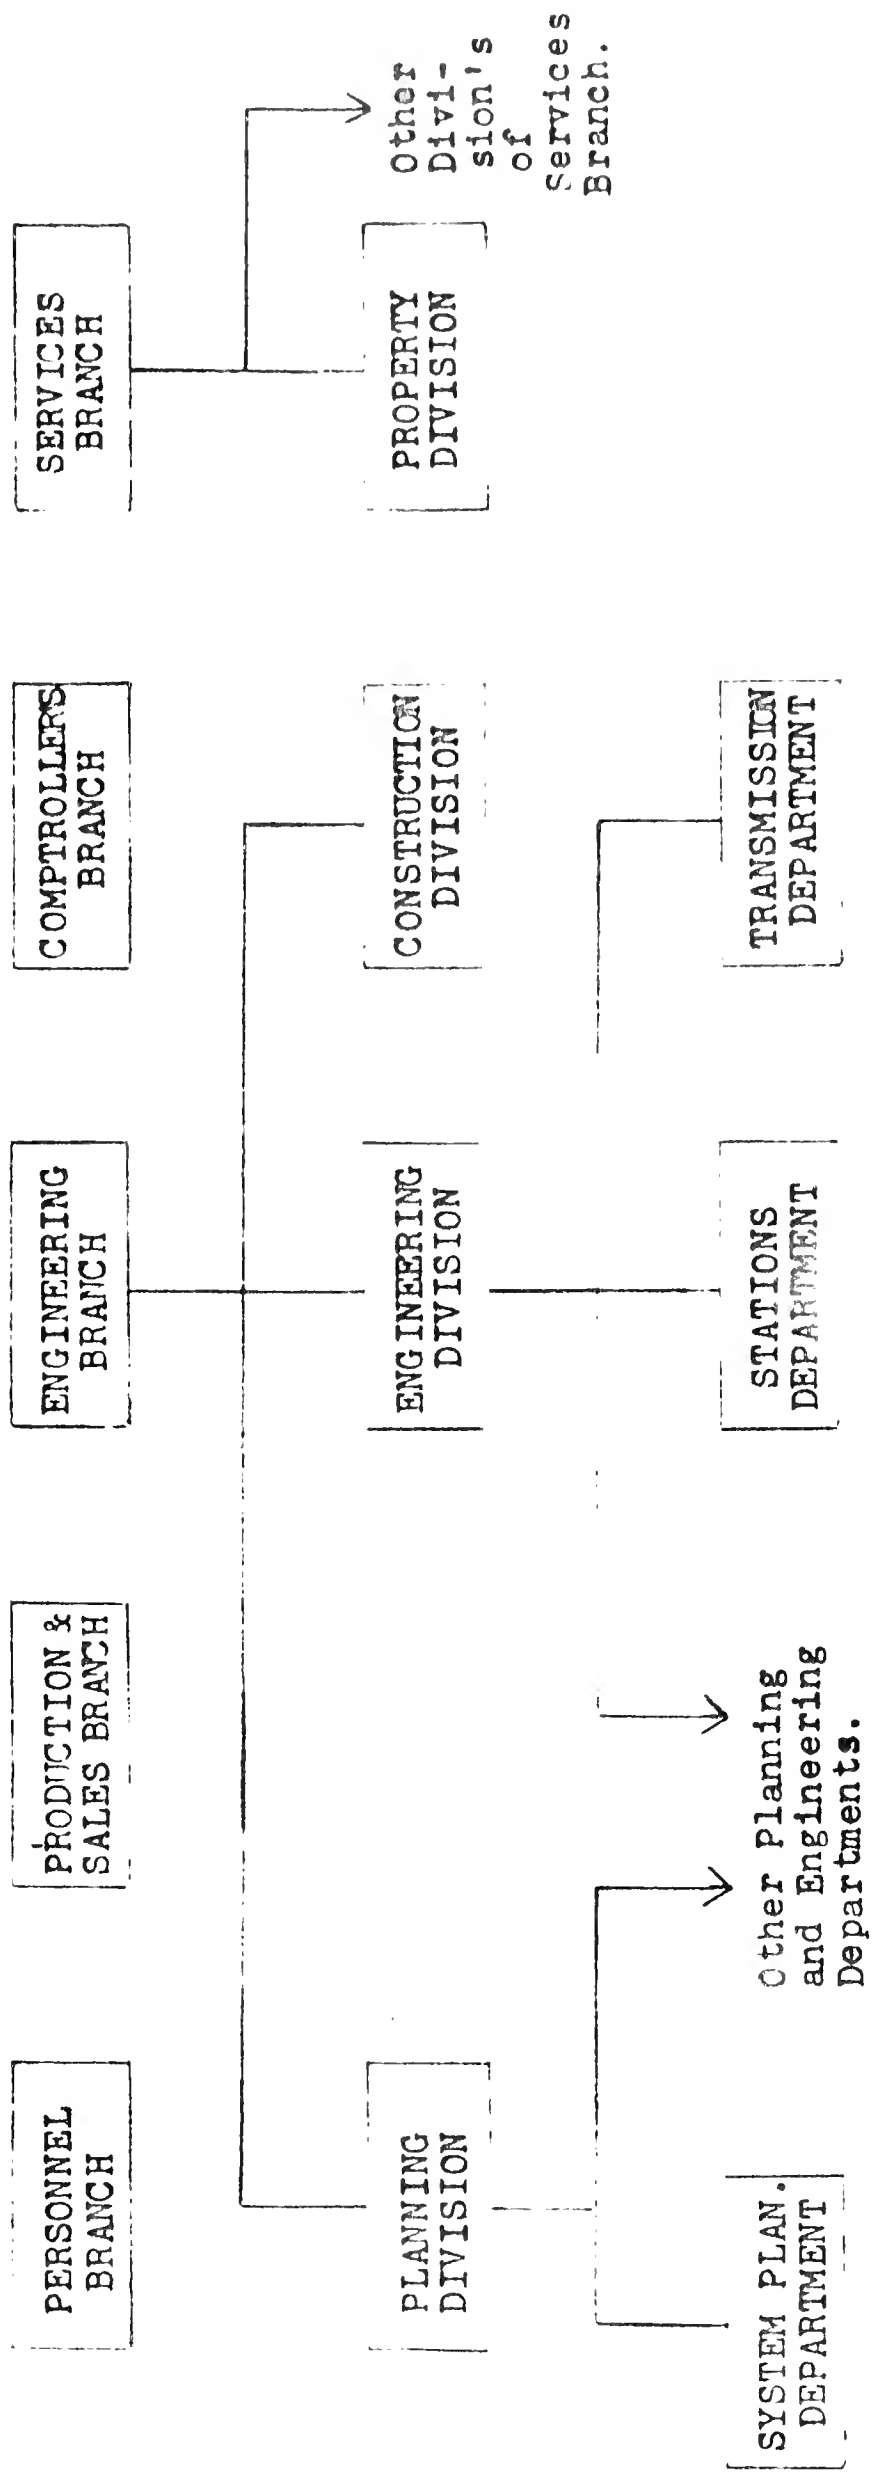 PERSONNEL
BRANCH
PRODUCTION &
SALES BRANCH
ENGINEERING
BRANCH
COMPTROLLER'S
BRANCH
SERVICES
BRANCH
PLANNING
DIVISION
ENGINEERING
DIVISION
CONSTRUCTION
DIVISION
PROPERTY
DIVISION
Other
Divi-
sion's
of
Services
Branch.
SYSTEM PLAN.
DEPARTMENT
Other Planning
and Engineering
Departments.
STATIONS
DEPARTMENT
TRANSMISSION
DEPARTMENT